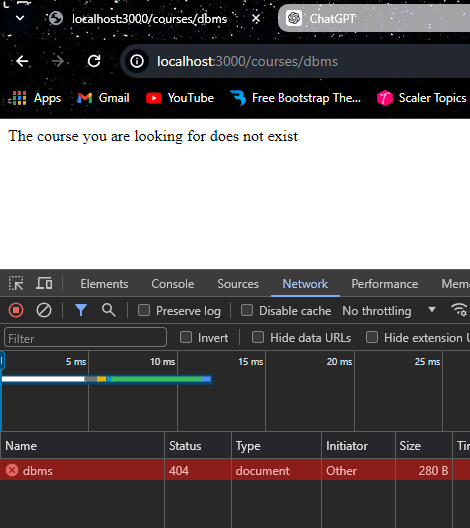 localhost:3000/courses/dbms
ChatGPT
localhost:3000/courses/dbms
Apps Gmail YouTube Free Bootstrap The... Scaler Topics
The course you are looking for does not exist
Elements Console Sources Network Performance Mem
Preserve log Disable cache No throttling
Filter Invert Hide data URLs Hide extension U
5 ms 10 ms 15 ms 20 ms 25 ms
Name Status Type Initiator Size Tir
dbms 404 document Other 280 B